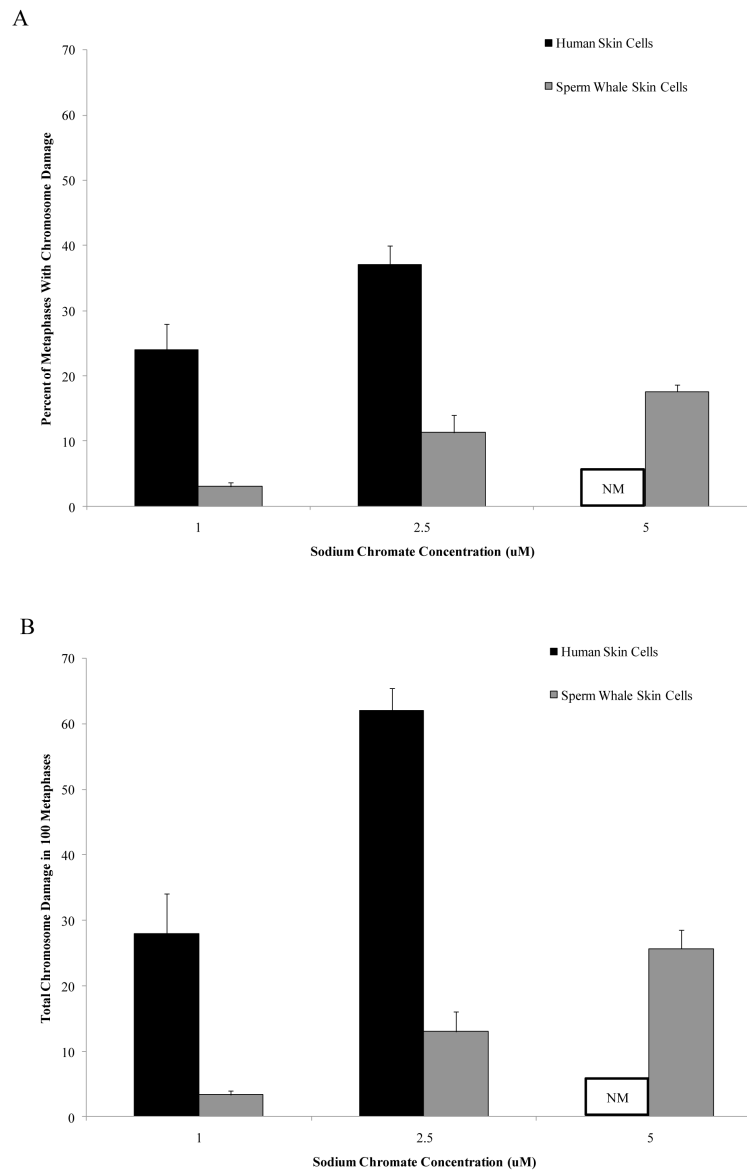 A
Human Skin Cells
Sperm Whale Skin Cells
Percent of Metaphases With Chromosome Damage
70
60
50
40
30
20
10
0
NM
1
2.5
5
Sodium Chromate Concentration (uM)
B
Human Skin Cells
Sperm Whale Skin Cells
Total Chromosome Damage in 100 Metaphases
70
60
50
40
30
20
10
0
NM
1
2.5
5
Sodium Chromate Concentration (uM)